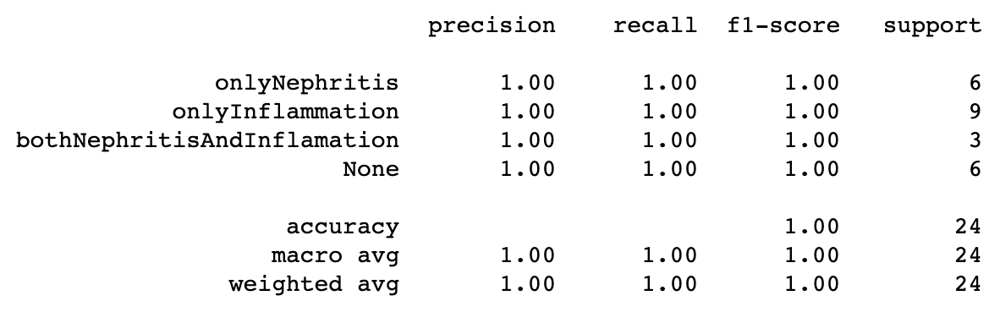 precision recall f1-score support
onlyNephritis 1.00 1.00 1.00 6
onlyInflammation 1.00 1.00 1.00 9
bothNephritisAndInflamation 1.00 1.00 1.00 3
None 1.00 1.00 1.00 6
accuracy 1.00 24
macro avg 1.00 1.00 1.00 24
weighted avg 1.00 1.00 1.00 24